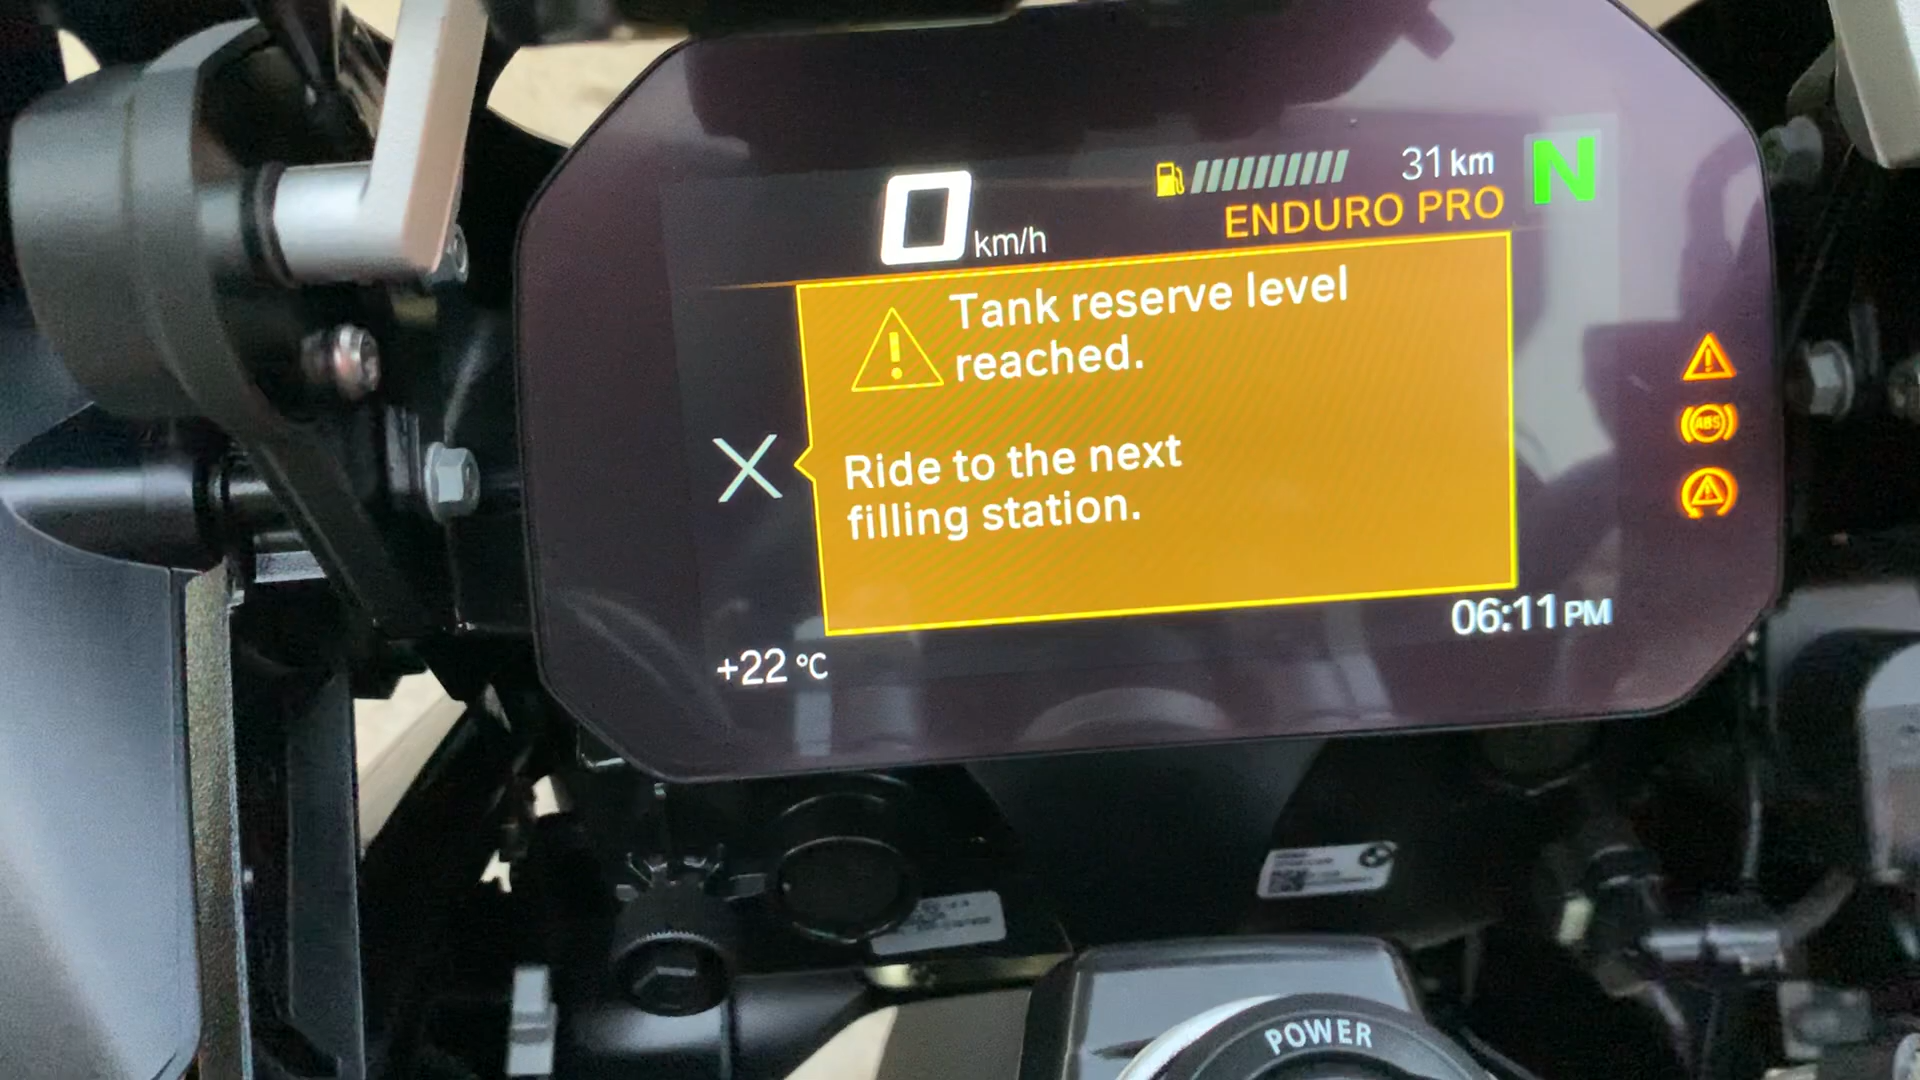 0 km/h
31 km
N
ENDURO PRO
Tank reserve level
reached.
Ride to the next
filling station.
ABS
06:11 PM
+22 °C
POWER